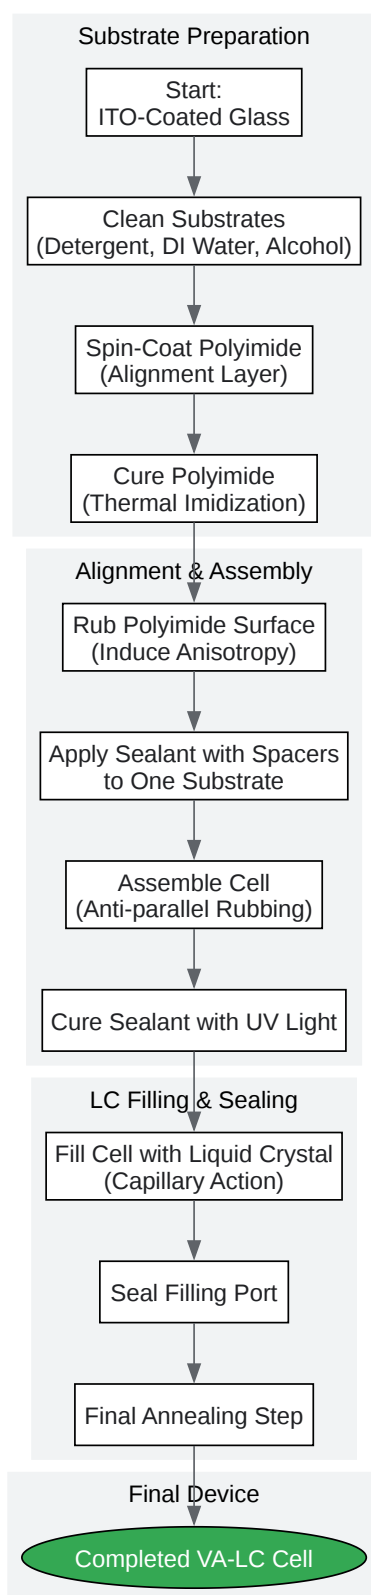 Substrate Preparation
Start:
ITO-Coated Glass
Clean Substrates
(Detergent, DI Water, Alcohol)
Spin-Coat Polyimide
(Alignment Layer)
Cure Polyimide
(Thermal Imidization)
Alignment & Assembly
Rub Polyimide Surface
(Induce Anisotropy)
Apply Sealant with Spacers
to One Substrate
Assemble Cell
(Anti-parallel Rubbing)
Cure Sealant with UV Light
LC Filling & Sealing
Fill Cell with Liquid Crystal
(Capillary Action)
Seal Filling Port
Final Annealing Step
Final Device
Completed VA-LC Cell